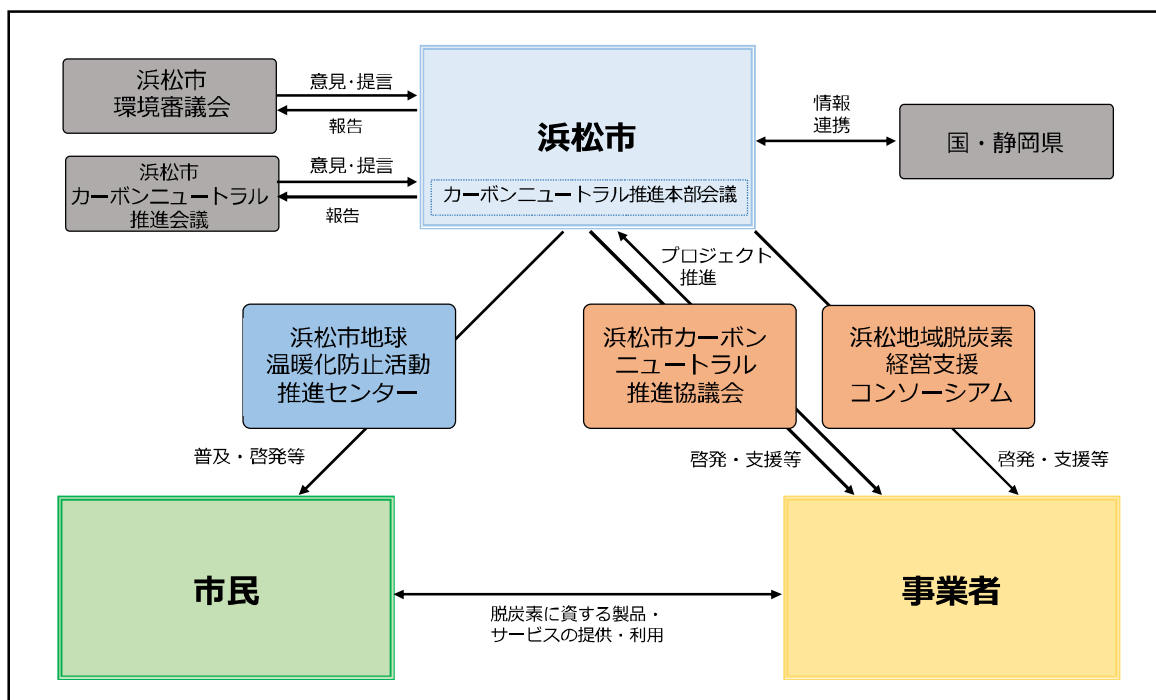 浜松市
環境審議会
意見・提言
報告
浜松市
カーボンニュートラル
推進会議
意見・提言
報告
浜松市
カーボンニュートラル推進本部会議
情報
連携
国・静岡県
プロジェクト
推進
浜松市地球
温暖化防止活動
推進センター
浜松市カーボン
ニュートラル
推進協議会
浜松地域脱炭素
経営支援
コンソーシアム
普及・啓発等
啓発・支援等
啓発・支援等
市民
事業者
脱炭素に資する製品・
サービスの提供・利用